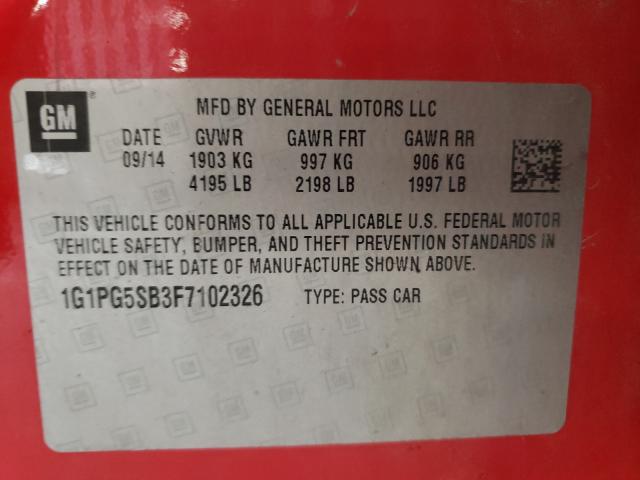 GM
MFD BY GENERAL MOTORS LLC
DATE GVWR GAWR FRT GAWR RR
09/14 1903 KG 997 KG 906 KG
4195 LB 2198 LB 1997 LB
THIS VEHICLE CONFORMS TO ALL APPLICABLE U.S. FEDERAL MOTOR
VEHICLE SAFETY, BUMPER, AND THEFT PREVENTION STANDARDS IN
EFFECT ON THE DATE OF MANUFACTURE SHOWN ABOVE.
1G1PG5SB3F7102326 TYPE: PASS CAR